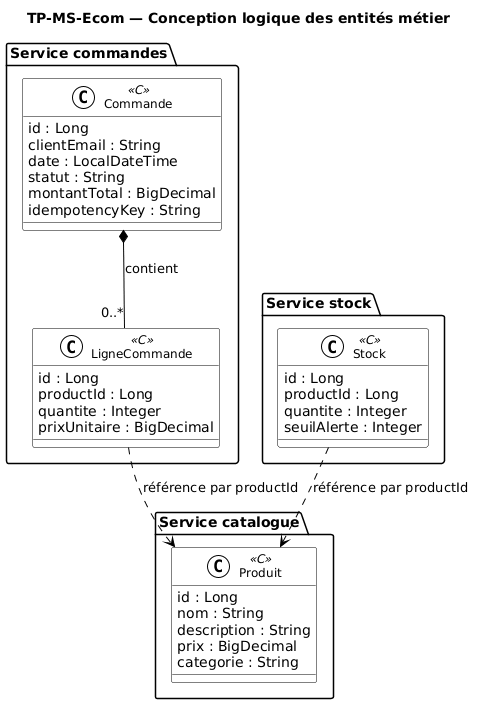 TP-MS-Ecom — Conception logique des entités métier
Service commandes
C
«C»
Commande
id : Long
clientEmail : String
date : LocalDateTime
statut : String
montantTotal : BigDecimal
idempotencyKey : String
contient
0..*
C
«C»
LigneCommande
id : Long
productId : Long
quantite : Integer
prixUnitaire : BigDecimal
Service stock
C
«C»
Stock
id : Long
productId : Long
quantite : Integer
seuilAlerte : Integer
référence par productId
référence par productId
Service catalogue
C
«C»
Produit
id : Long
nom : String
description : String
prix : BigDecimal
categorie : String